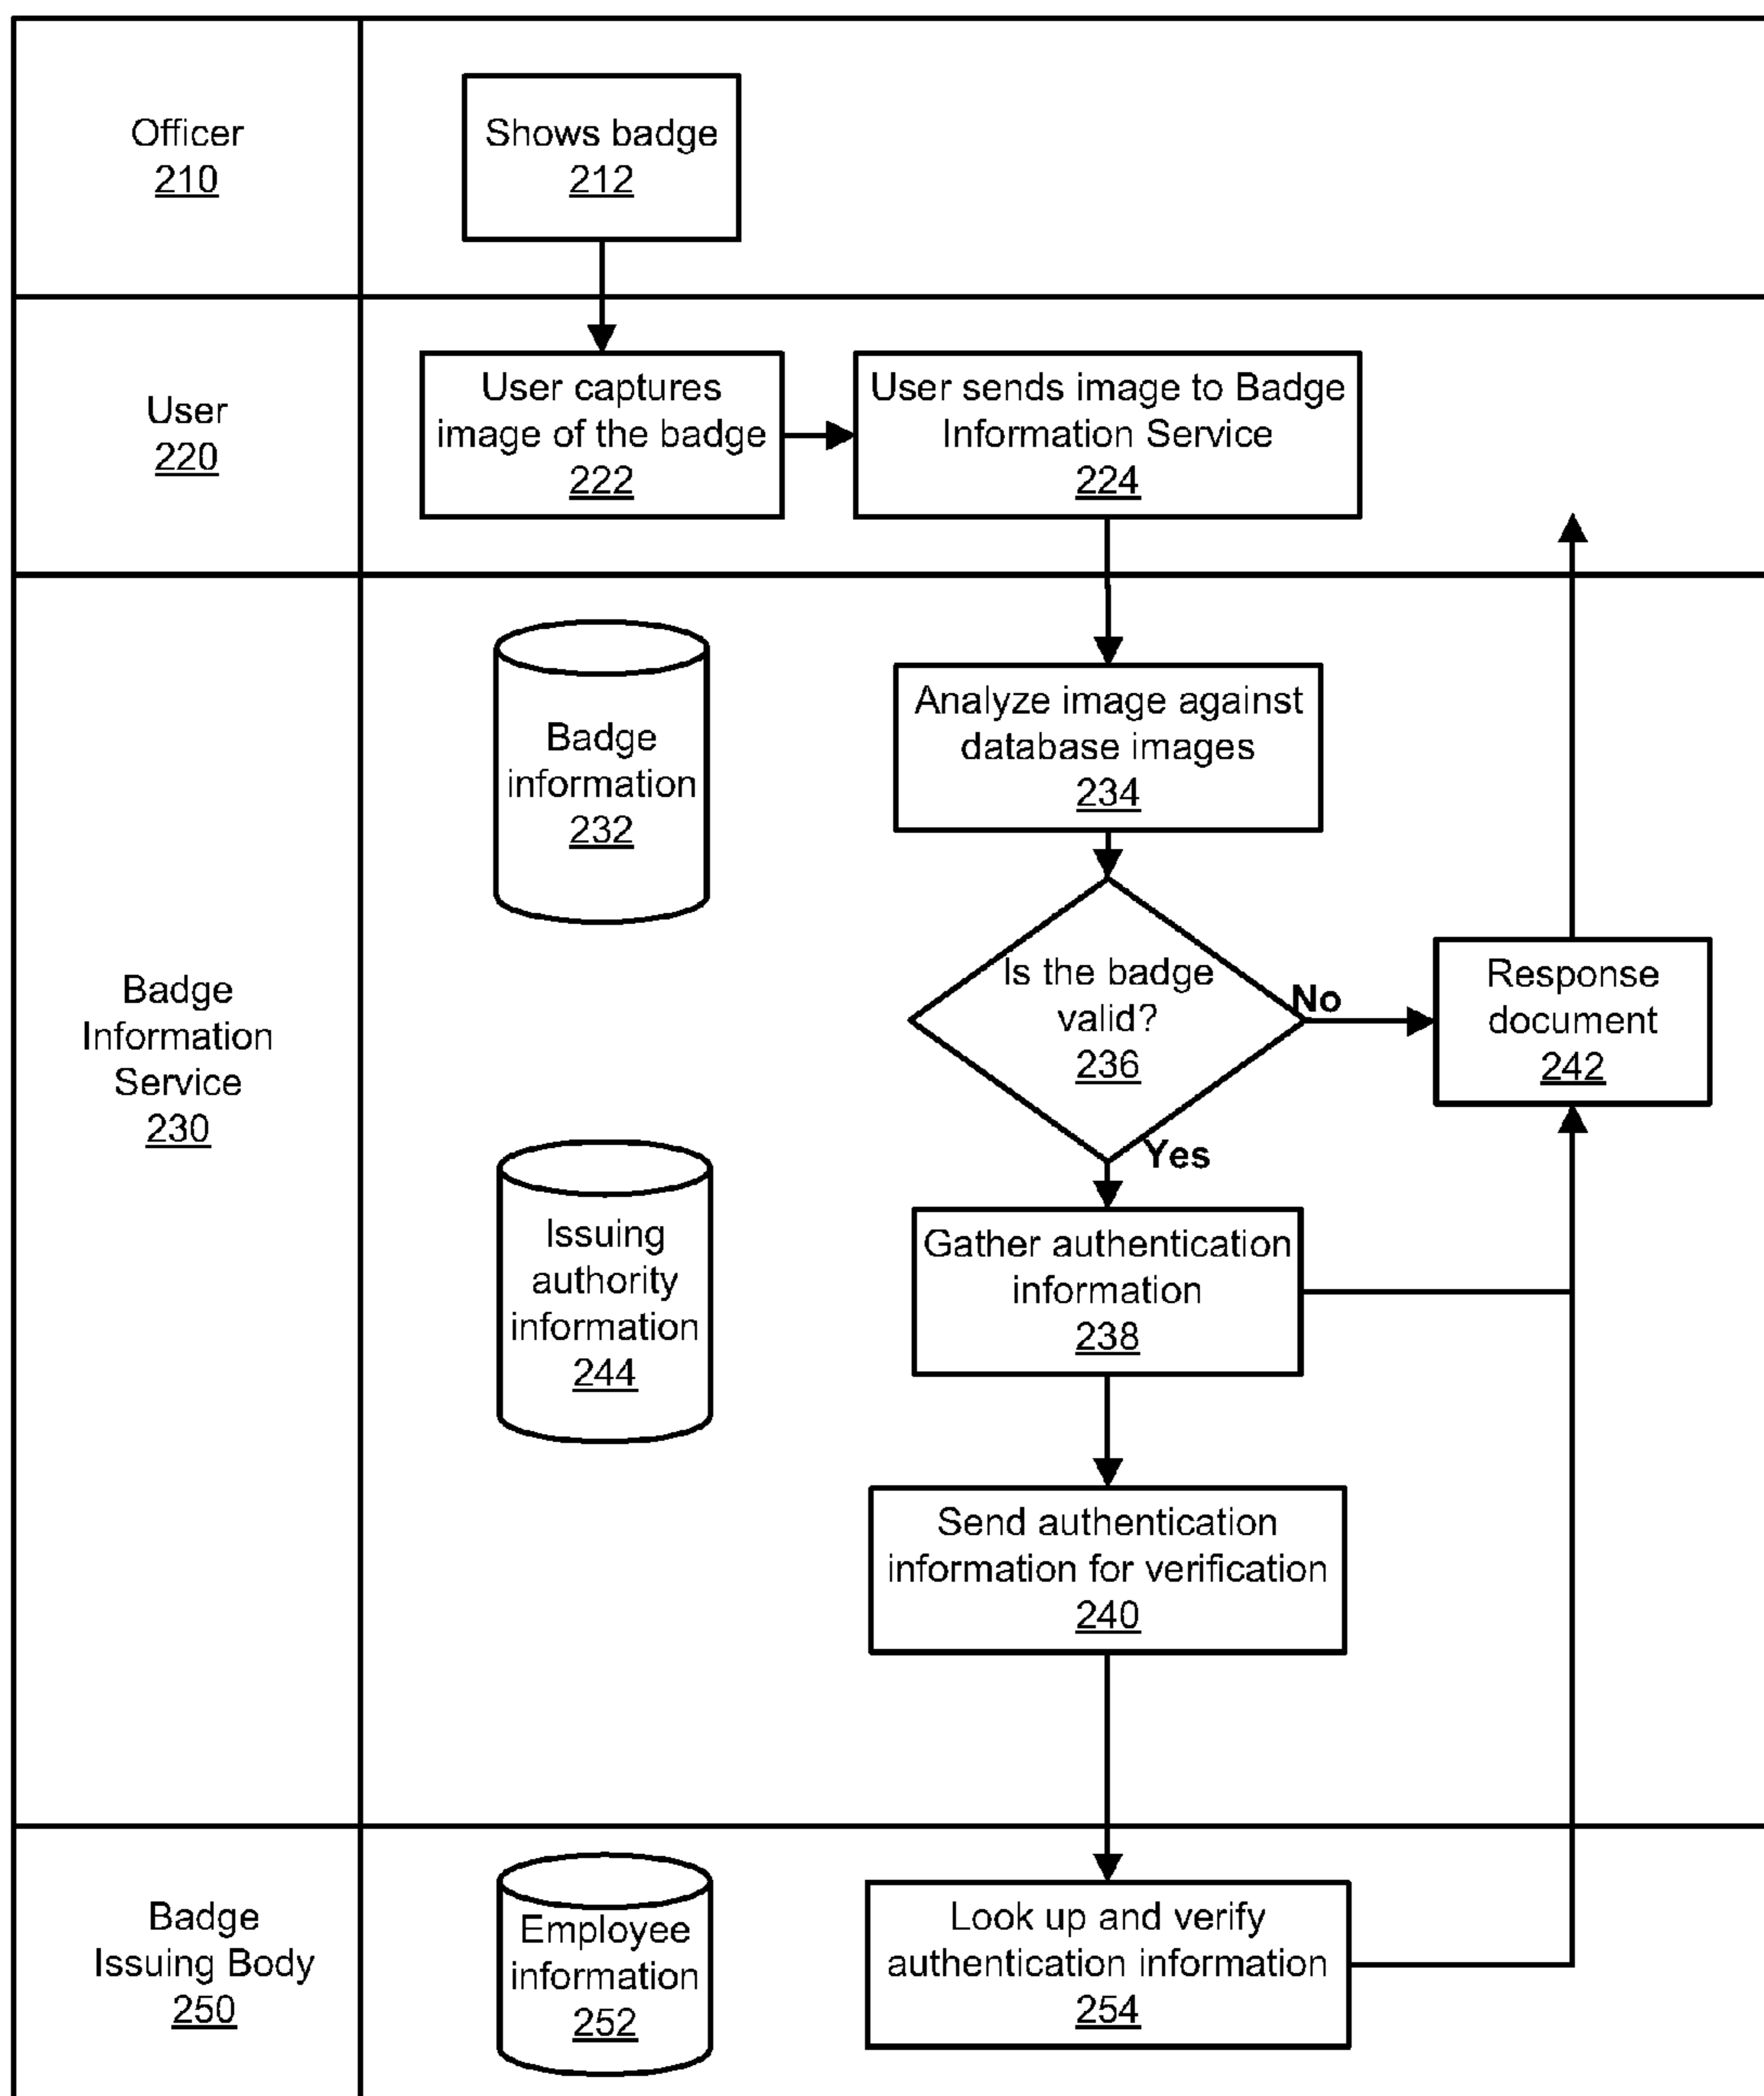 Officer
210
Shows badge
212
User
220
User captures
image of the badge
222
User sends image to Badge
Information Service
224
Badge
Information
Service
230
Badge
information
232
Analyze image against
database images
234
Is the badge
valid?
236
No
Response
document
242
Yes
Issuing
authority
information
244
Gather authentication
information
238
Send authentication
information for verification
240
Badge
Issuing Body
250
Employee
information
252
Look up and verify
authentication information
254